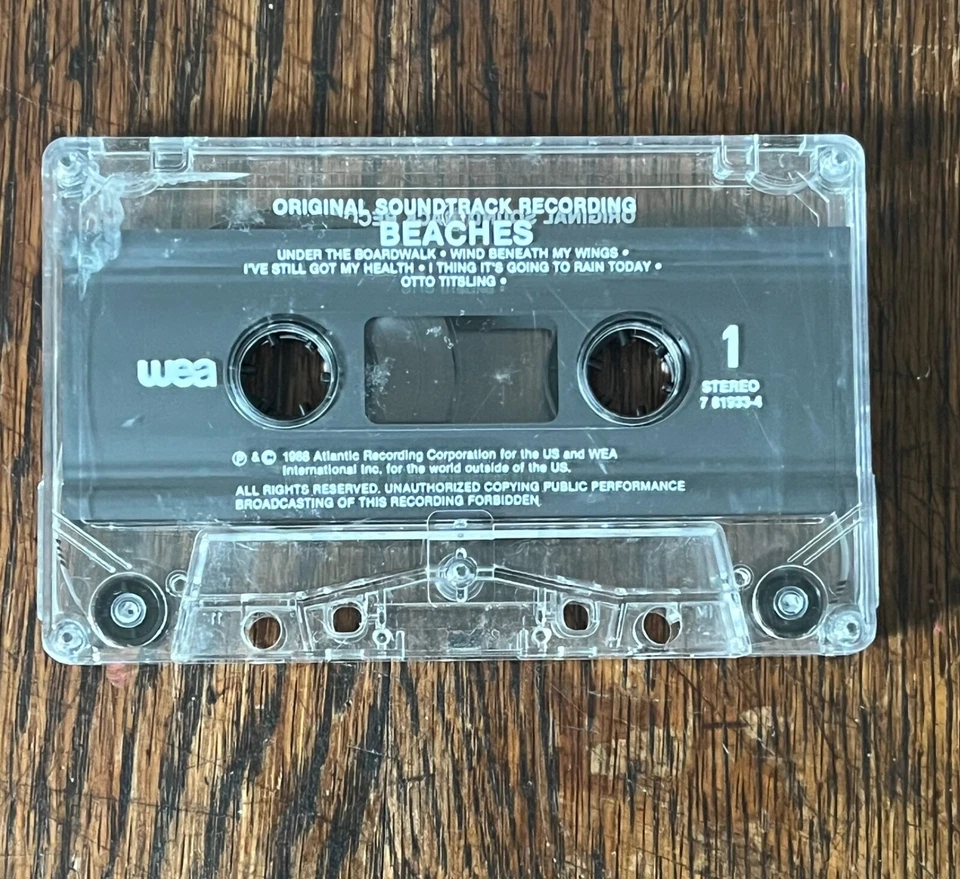 ORIGINAL SOUNDTRACK RECORDING
BEACHES
UNDER THE BOARDWALK • WIND BENEATH MY WINGS •
I'VE STILL GOT MY HEALTH • I THING IT'S GOING TO RAIN TODAY •
OTTO TITSLING •
wea
1
STEREO
7 81933-4
Ⓟ & © 1988 Atlantic Recording Corporation for the US and WEA
International Inc. for the world outside of the US.
ALL RIGHTS RESERVED. UNAUTHORIZED COPYING PUBLIC PERFORMANCE
BROADCASTING OF THIS RECORDING FORBIDDEN